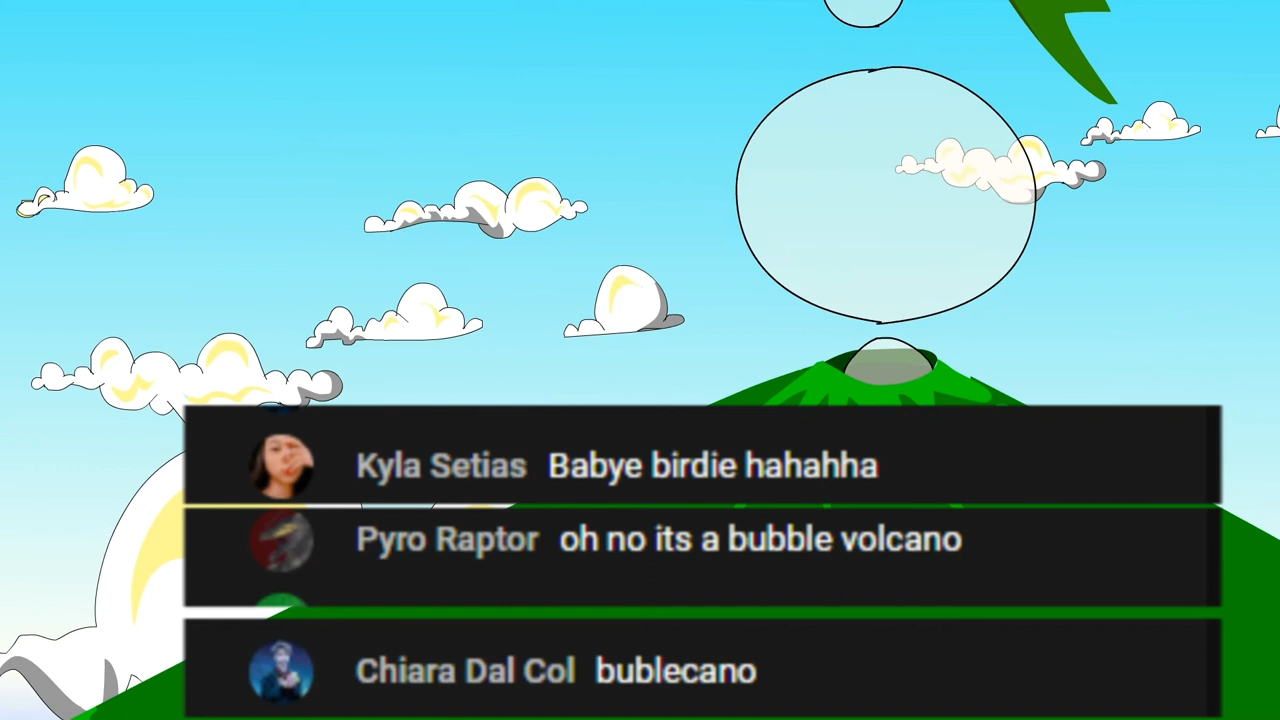 Kyla Setias Babye birdie hahahha
Pyro Raptor oh no its a bubble volcano
Chiara Dal Col bublecano